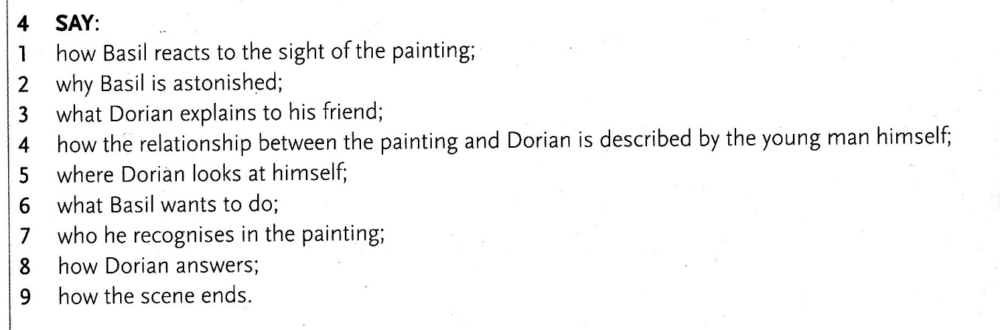 4 SAY:
1 how Basil reacts to the sight of the painting;
2 why Basil is astonished;
3 what Dorian explains to his friend;
4 how the relationship between the painting and Dorian is described by the young man himself;
5 where Dorian looks at himself;
6 what Basil wants to do;
7 who he recognises in the painting;
8 how Dorian answers;
9 how the scene ends.